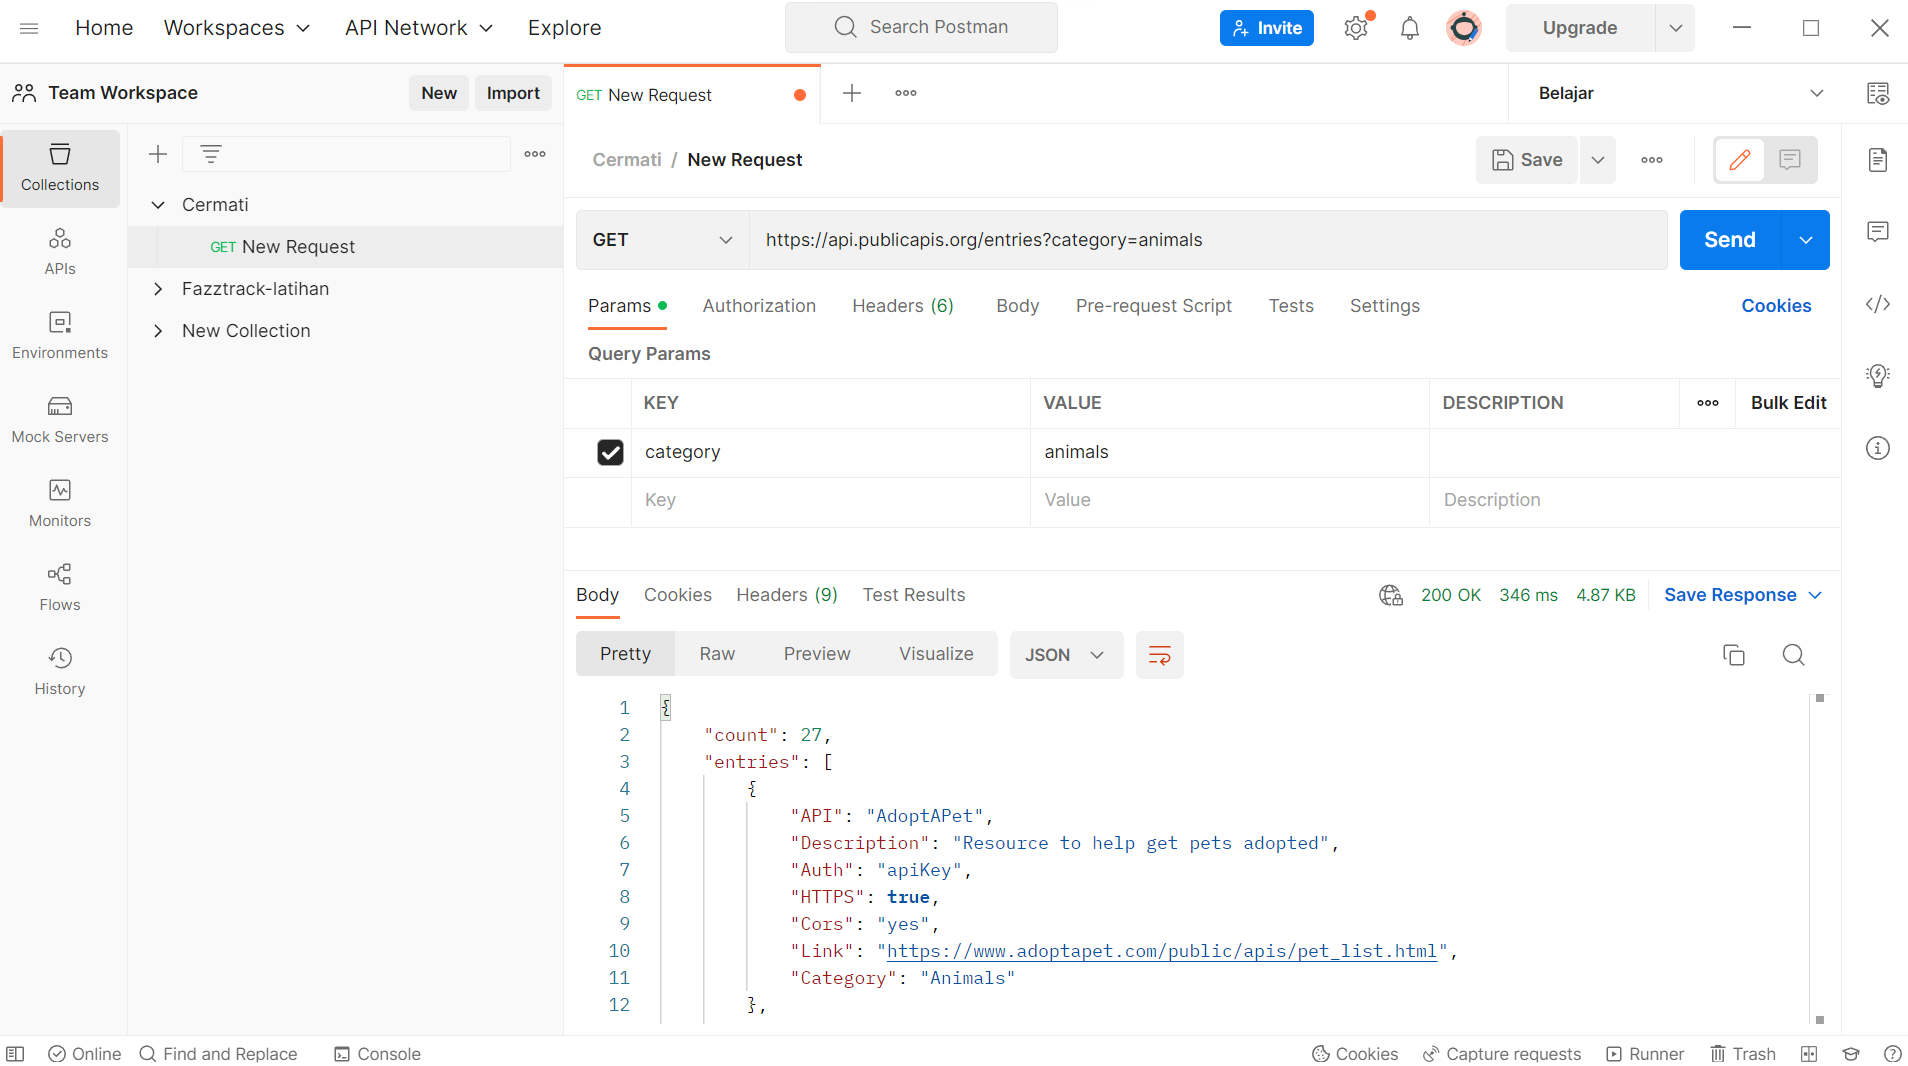 Home Workspaces API Network Explore Search Postman Invite Upgrade
Team Workspace New Import GET New Request Belajar
Collections
APIs
Environments
Mock Servers
Monitors
Flows
History
Cermati
GET New Request
Fazztrack-latihan
New Collection
Cermati / New Request Save
GET https://api.publicapis.org/entries?category=animals Send
Params Authorization Headers (6) Body Pre-request Script Tests Settings Cookies
Query Params
KEY VALUE DESCRIPTION Bulk Edit
category animals
Key Value Description
Body Cookies Headers (9) Test Results 200 OK 346 ms 4.87 KB Save Response
Pretty Raw Preview Visualize JSON
1 {
2 "count": 27,
3 "entries": [
4 {
5 "API": "AdoptAPet",
6 "Description": "Resource to help get pets adopted",
7 "Auth": "apiKey",
8 "HTTPS": true,
9 "Cors": "yes",
10 "Link": "https://www.adoptapet.com/public/apis/pet_list.html",
11 "Category": "Animals"
12 },
Online Find and Replace Console Cookies Capture requests Runner Trash